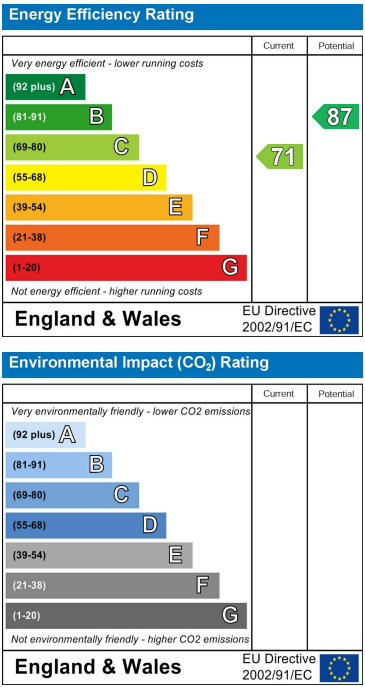 Energy Efficiency Rating
Current Potential
Very energy efficient - lower running costs
(92 plus) A
(81-91) B
87
(69-80) C
71
(55-68) D
(39-54) E
(21-38) F
(1-20) G
Not energy efficient - higher running costs
England & Wales
EU Directive
2002/91/EC
Environmental Impact (CO₂) Rating
Current Potential
Very environmentally friendly - lower CO2 emissions
(92 plus) A
(81-91) B
(69-80) C
(55-68) D
(39-54) E
(21-38) F
(1-20) G
Not environmentally friendly - higher CO2 emissions
England & Wales
EU Directive
2002/91/EC